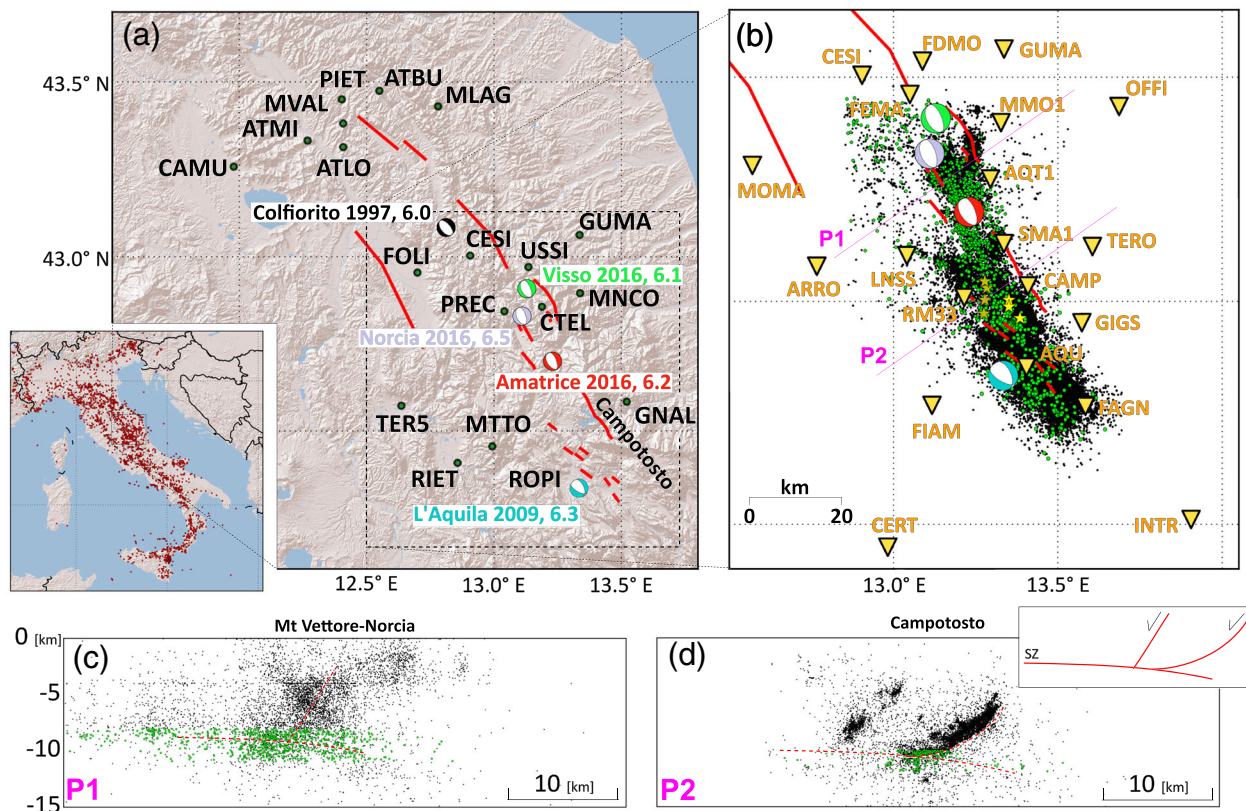 (a)
43.5° N
43.0° N
12.5° E
13.0° E
13.5° E
PIET
ATBU
MVAL
MLAG
ATMI
ATLO
CAMU
Colfiorito 1997, 6.0
GUMA
CESI
USSI
FOLI
Visso 2016, 6.1
MNCO
PREC
CTEL
Norcia 2016, 6.5
Amatrice 2016, 6.2
Campotosto
TER5
MTTO
GNAL
RIET
ROPI
L'Aquila 2009, 6.3
(b)
CESI
FDMO
GUMA
FEMA
MMO1
OFFI
MOMA
AQT1
P1
SMA1
TERO
ARRO
LNSS
CAMP
RM33
GIGS
P2
AQU
FIAM
FAGN
km
0 20
CERT
INTR
13.0° E
13.5° E
Mt Vettore-Norcia
0 [km]
(c)
-5
-10
-15
P1
10 [km]
Campotosto
(d)
SZ
P2
10 [km]